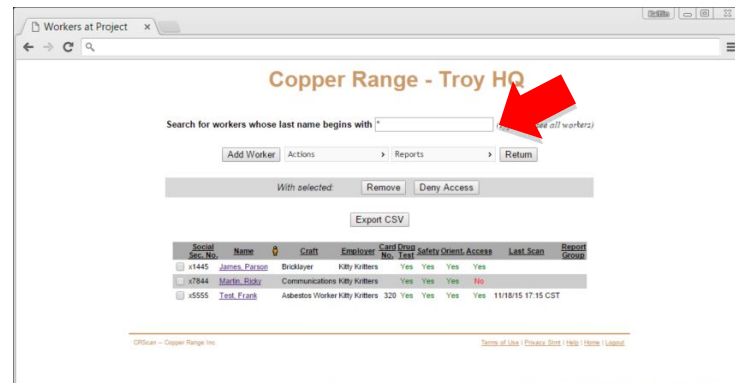 Workers at Project
Copper Range - Troy HQ
Search for workers whose last name begins with * all workers)
Add Worker Actions › Reports › Return
With selected: Remove Deny Access
Export CSV
Social Sec. No. Name Craft Employer Card No. Drug Test Safety Orient. Access Last Scan Report Group
x1445 James, Parson Bricklayer Kitty Kritters Yes Yes Yes Yes
x7844 Martin, Ricky Communications Kitty Kritters Yes Yes Yes No
x5555 Test, Frank Asbestos Worker Kitty Kritters 320 Yes Yes Yes Yes 11/18/15 17:15 CST
CRScan – Copper Range Inc. Terms of Use | Privacy Stmt | Help | Home | Logout